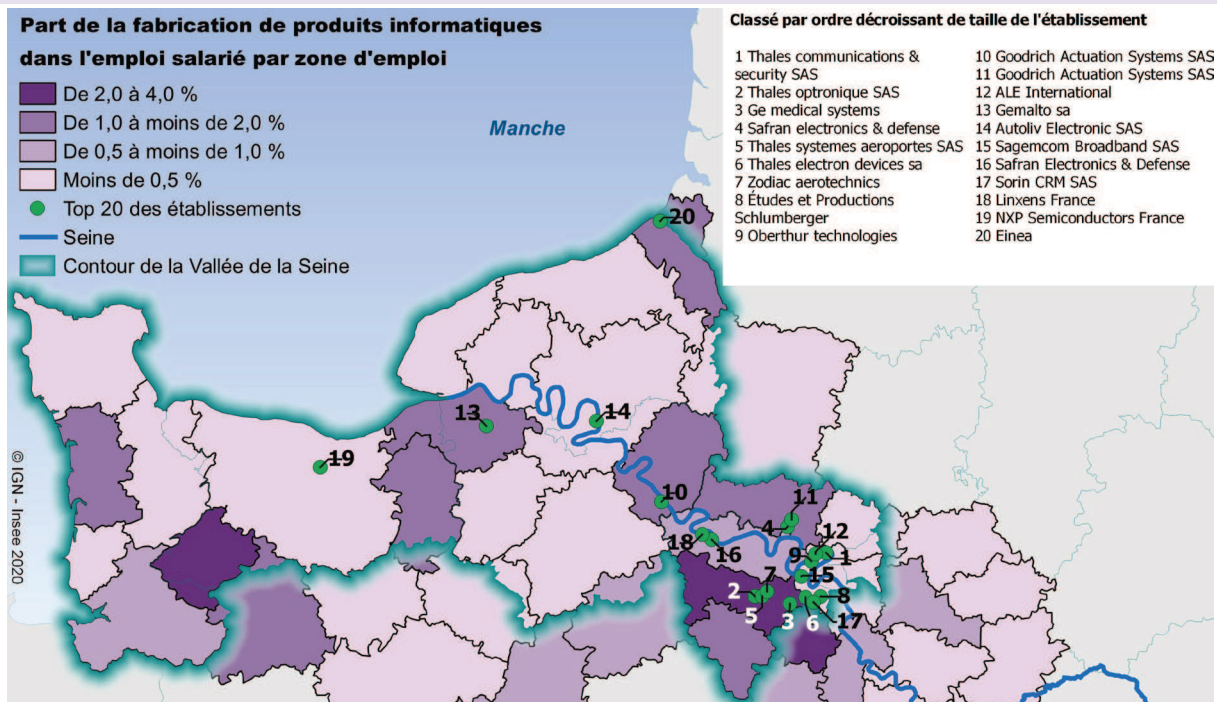 Part de la fabrication de produits informatiques
dans l'emploi salarié par zone d'emploi
De 2,0 à 4,0 %
De 1,0 à moins de 2,0 %
De 0,5 à moins de 1,0 %
Moins de 0,5 %
Top 20 des établissements
Seine
Contour de la Vallée de la Seine
Manche
Classé par ordre décroissant de taille de l'établissement
1 Thales communications &
security SAS
2 Thales optronique SAS
3 Ge medical systems
4 Safran electronics & defense
5 Thales systemes aeroportes SAS
6 Thales electron devices sa
7 Zodiac aerotechnics
8 Études et Productions
Schlumberger
9 Oberthur technologies
10 Goodrich Actuation Systems SAS
11 Goodrich Actuation Systems SAS
12 ALE International
13 Gemalto sa
14 Autoliv Electronic SAS
15 Sagemcom Broadband SAS
16 Safran Electronics & Defense
17 Sorin CRM SAS
18 Linxens France
19 NXP Semiconductors France
20 Einea
20
13
14
19
10
11
4
18
16
12
9
1
15
7
2
5
3
6
8
17
© IGN - Insee 2020